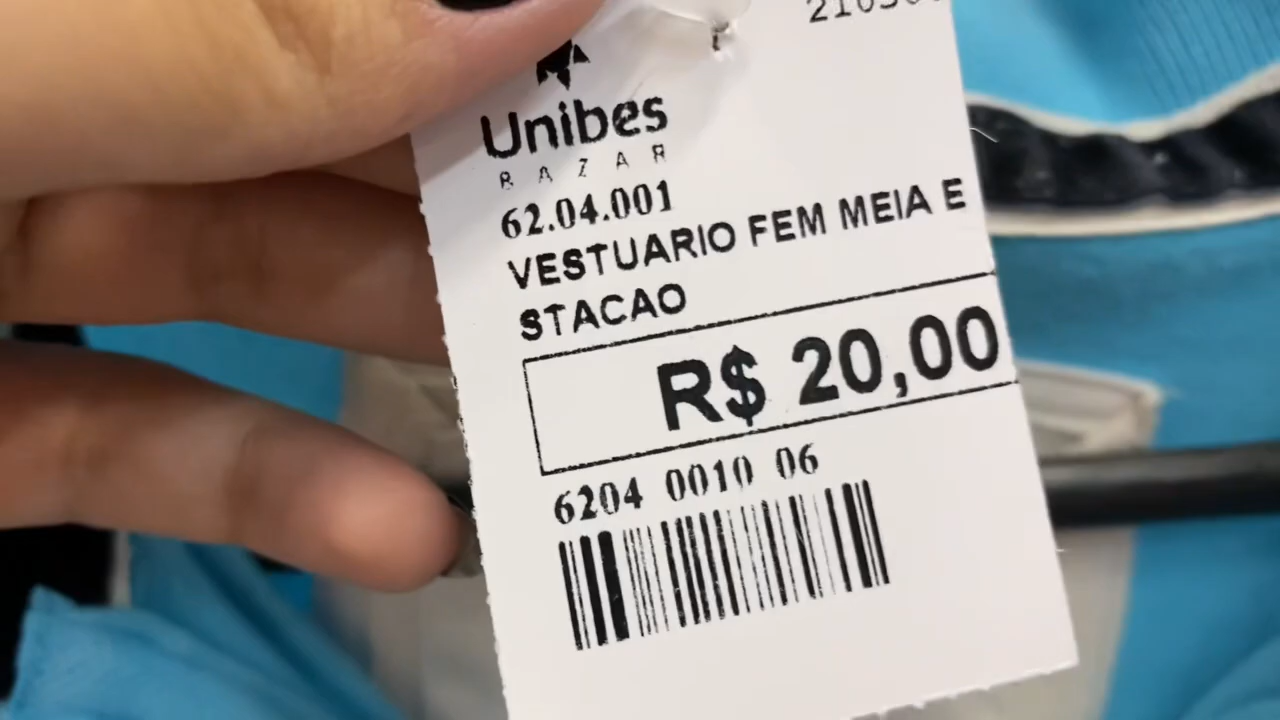 Unibes
BAZAR
62.04.001
VESTUARIO FEM MEIA E
STACAO
R$ 20,00
6204 0010 06